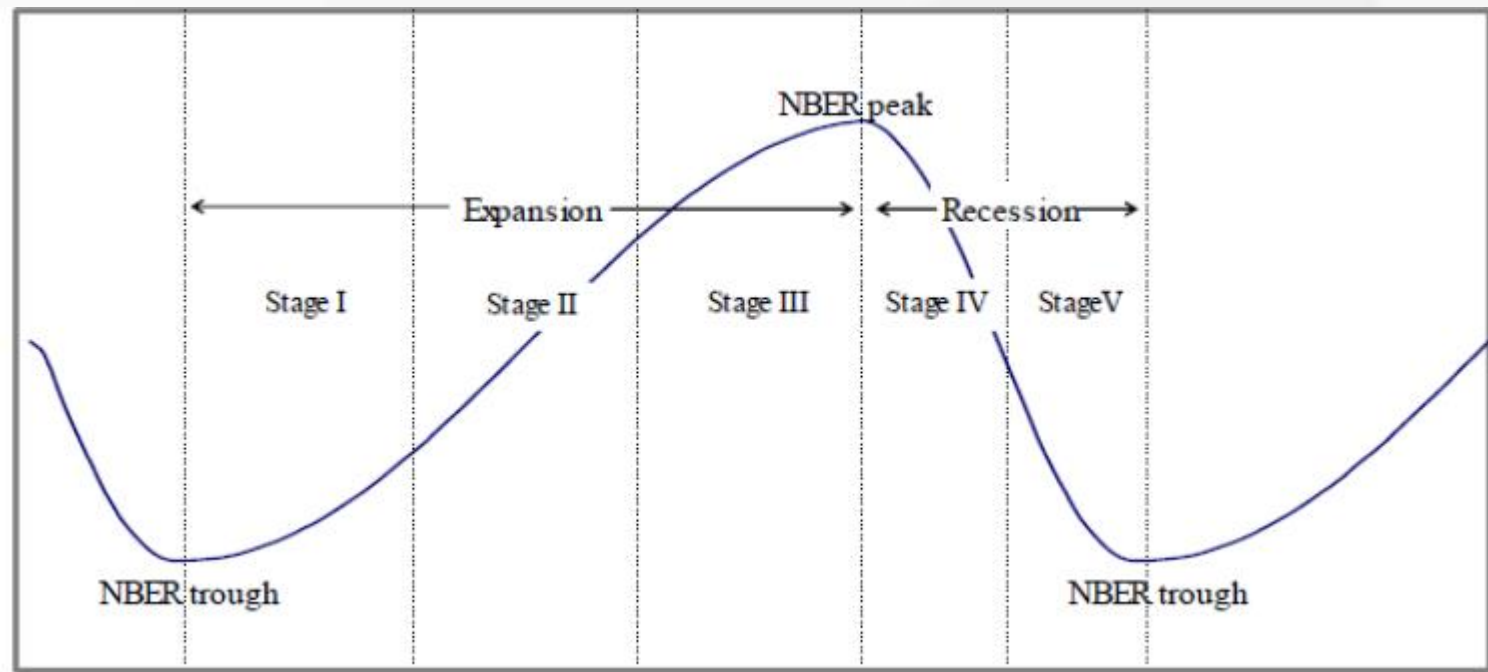 NBER peak
Expansion
Recession
Stage I
Stage II
Stage III
Stage IV
StageV
NBER trough
NBER trough